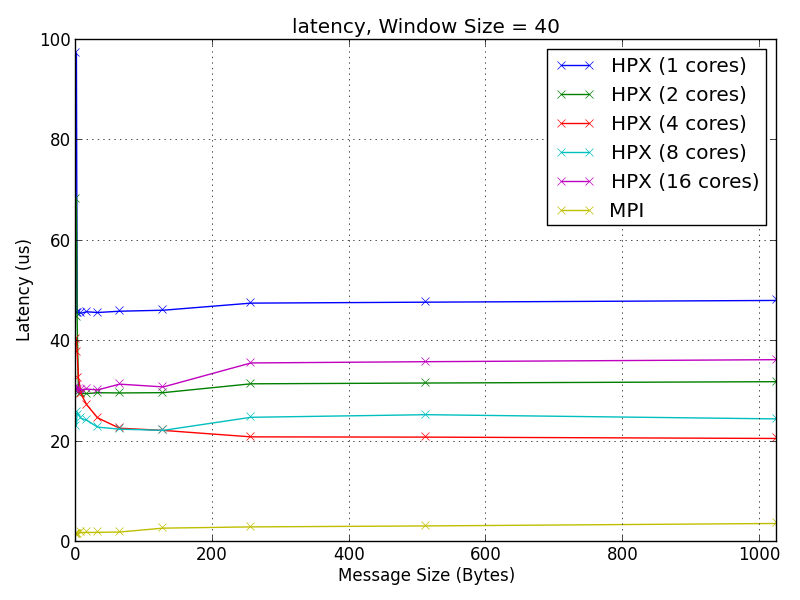 latency, Window Size = 40
100
80
60
40
20
0
Latency (us)
HPX (1 cores)
HPX (2 cores)
HPX (4 cores)
HPX (8 cores)
HPX (16 cores)
MPI
0 200 400 600 800 1000
Message Size (Bytes)